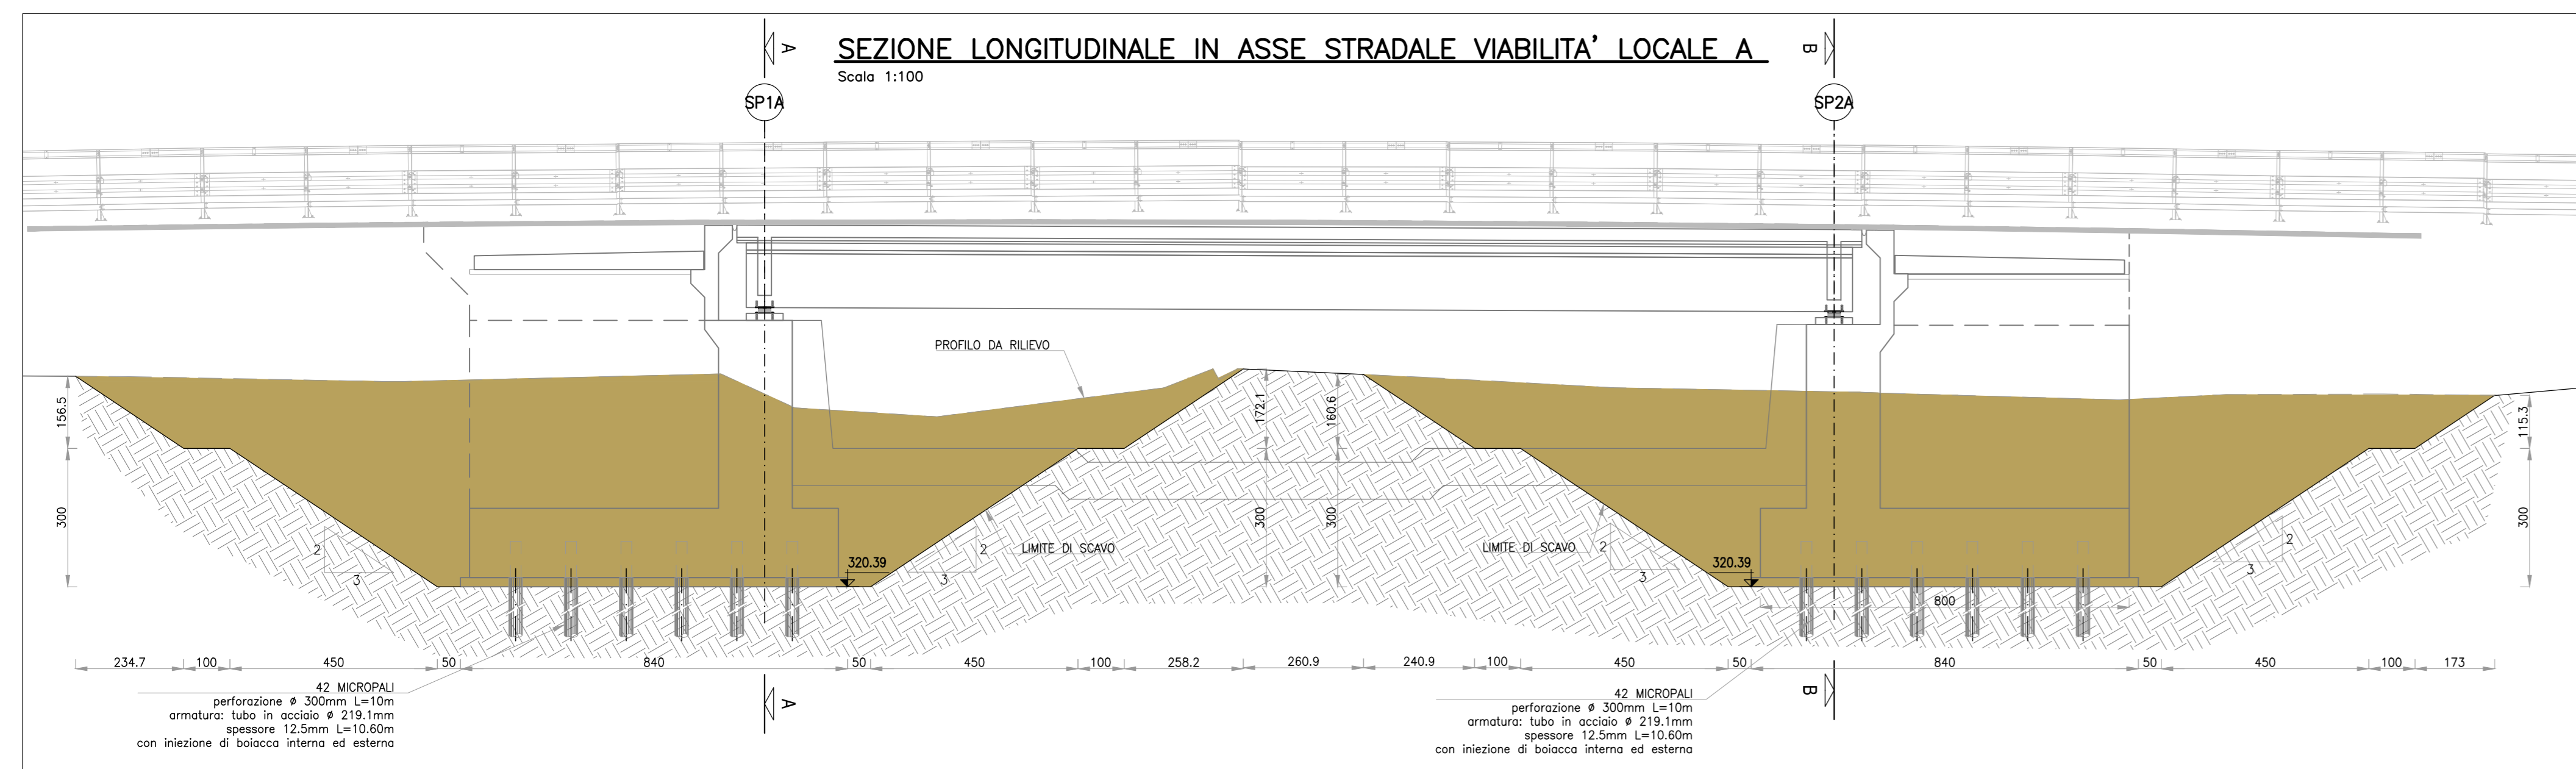 A
SEZIONE LONGITUDINALE IN ASSE STRADALE VIABILITA' LOCALE A
B
Scala 1:100
SP1A
SP2A
PROFILO DA RILIEVO
156.5
172.1
160.6
115.3
300
300
300
300
2
3
LIMITE DI SCAVO
2
3
LIMITE DI SCAVO
2
3
2
3
320.39
320.39
800
234.7
100
450
50
840
50
450
100
258.2
260.9
240.9
100
450
50
840
50
450
100
173
42 MICROPALI
perforazione ø 300mm L=10m
armatura: tubo in acciaio ø 219.1mm
spessore 12.5mm L=10.60m
con iniezione di boiacca interna ed esterna
A
42 MICROPALI
perforazione ø 300mm L=10m
armatura: tubo in acciaio ø 219.1mm
spessore 12.5mm L=10.60m
con iniezione di boiacca interna ed esterna
B